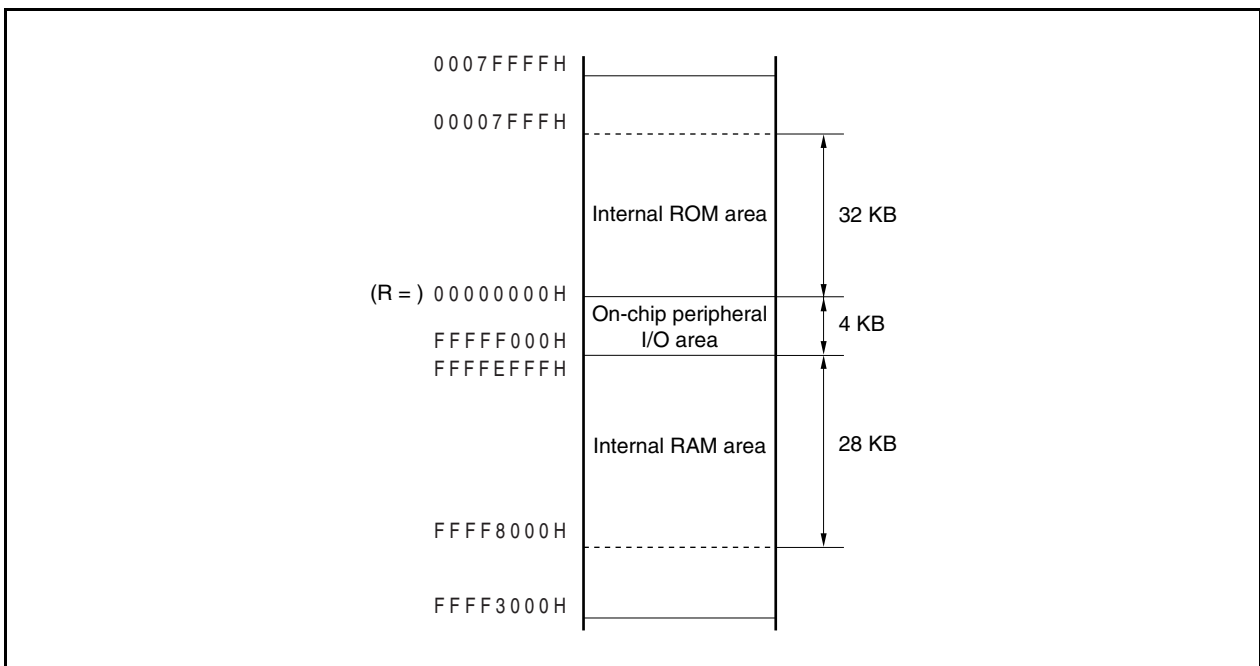 0007FFFFH
00007FFFH
Internal ROM area
32 KB
(R = ) 00000000H
On-chip peripheral
I/O area
4 KB
FFFFF000H
FFFFEFFFH
Internal RAM area
28 KB
FFFF8000H
FFFF3000H